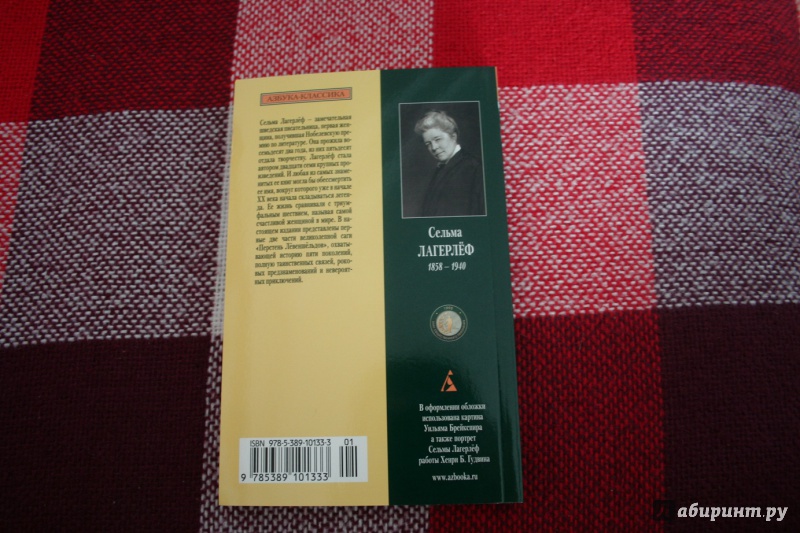 АЗБУКА-КЛАССИКА
Сельма Лагерлёф – замечательная
шведская писательница, первая жен-
щина, получившая Нобелевскую пре-
мию по литературе. Она прожила во-
семьдесят два года, из них пятьдесят
отдала творчеству. Лагерлёф стала
автором двадцати семи крупных про-
изведений. И любая из самых знаме-
нитых ее книг могла бы обессмертить
ее имя, вокруг которого уже в начале
XX века начала складываться леген-
да. Ее жизнь сравнивали с триум-
фальным шествием, называя самой
счастливой женщиной в мире. В на-
стоящем издании представлены пер-
вые две части великолепной саги
«Перстень Лёвеншёльдов», охваты-
вающей историю пяти поколений,
полную таинственных связей, роко-
вых предзнаменований и невероят-
ных приключений.
Сельма
ЛАГЕРЛЁФ
1858 – 1940
В оформлении обложки
использована картина
Уильяма Брейкспира
а также портрет
Сельмы Лагерлёф
работы Хенри Б. Гудвина
www.azbooka.ru
ISBN 978-5-389-10133-3
01
9 785389 101333
Лабиринт.ру